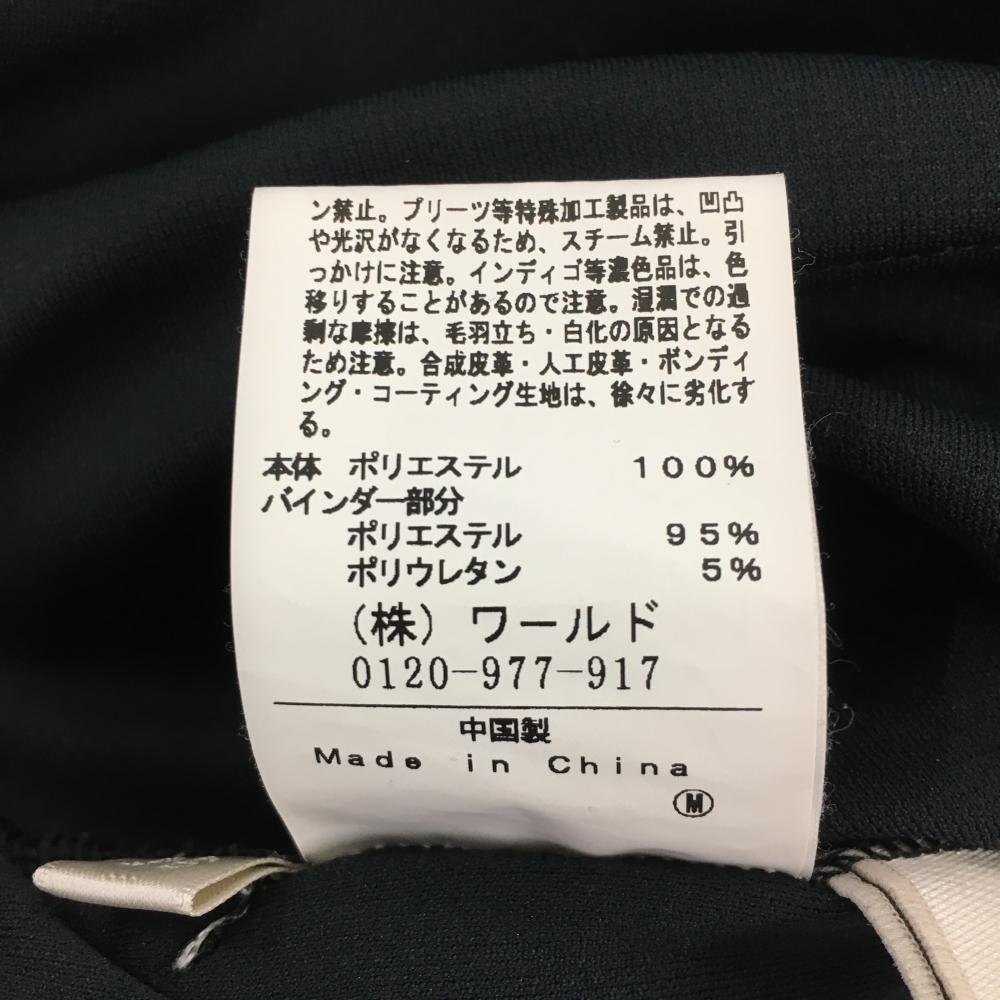 ン禁止。プリーツ等特殊加工製品は、凹凸
や光沢がなくなるため、スチーム禁止。引
っかけに注意。インディゴ等濃色品は、色
移りすることがあるので注意。湿潤での過
剰な摩擦は、毛羽立ち・白化の原因となる
ため注意。合成皮革・人工皮革・ボンディ
ング・コーティング生地は、徐々に劣化す
る。
本体 ポリエステル 100%
バインダー部分
ポリエステル 95%
ポリウレタン 5%
(株) ワールド
0120-977-917
中国製
Made in China
Ⓜ